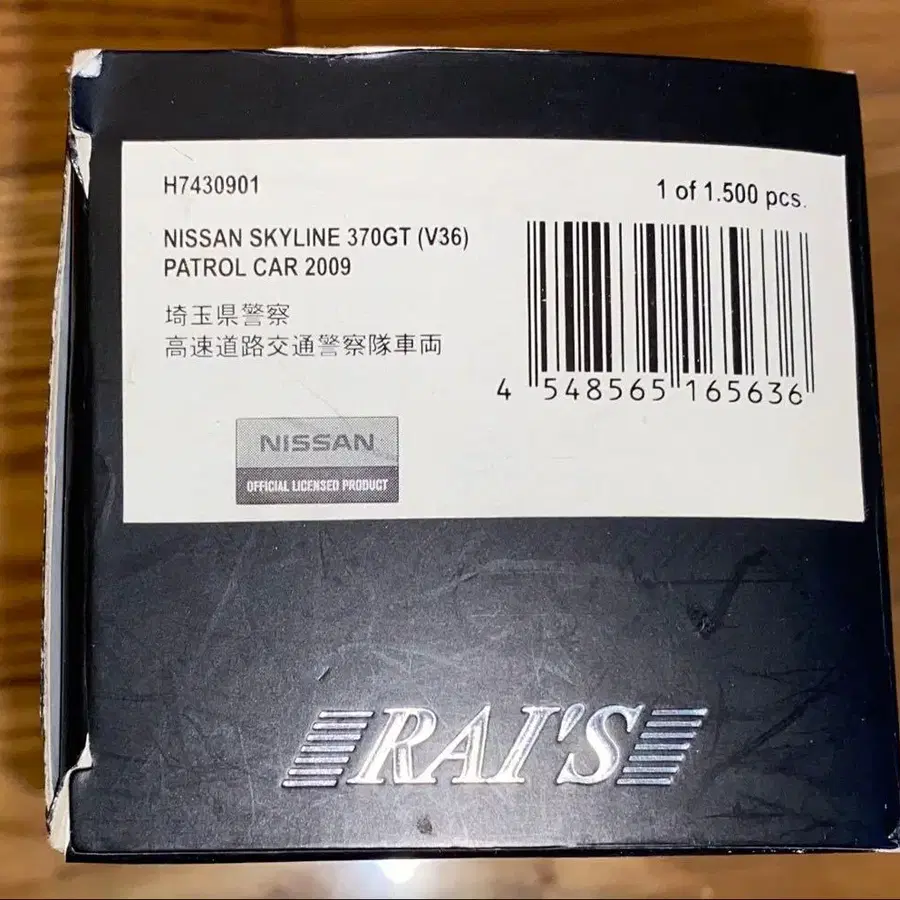 H7430901
1 of 1.500 pcs.
NISSAN SKYLINE 370GT (V36)
PATROL CAR 2009
埼玉県警察
高速道路交通警察隊車両
4 548565 165636
NISSAN
OFFICIAL LICENSED PRODUCT
RAI'S